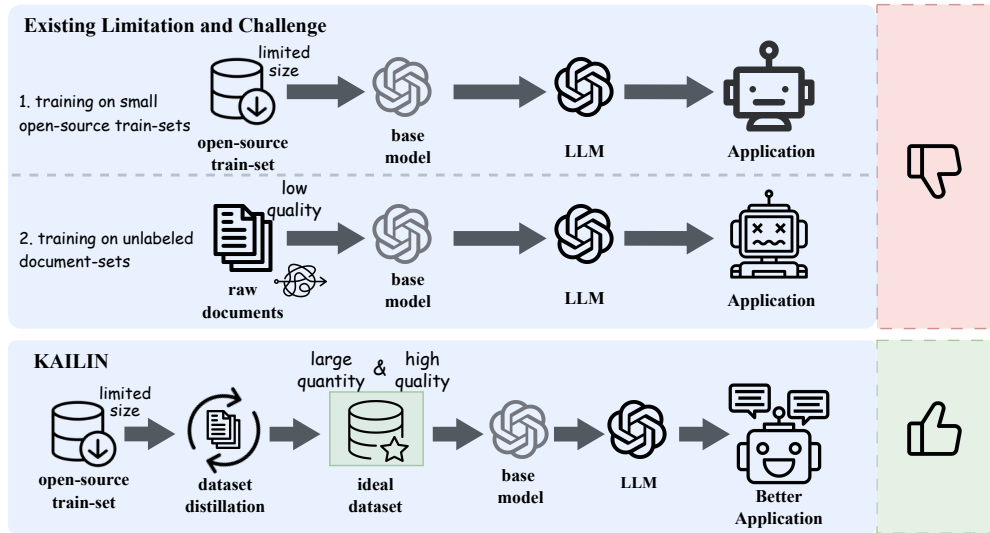 Existing Limitation and Challenge
limited
size
1. training on small
open-source train-sets
open-source
train-set
base
model
LLM
Application
low
quality
2. training on unlabeled
document-sets
raw
documents
base
model
LLM
Application
KAILIN
large
quantity
&
high
quality
limited
size
open-source
train-set
dataset
distillation
ideal
dataset
base
model
LLM
Better
Application